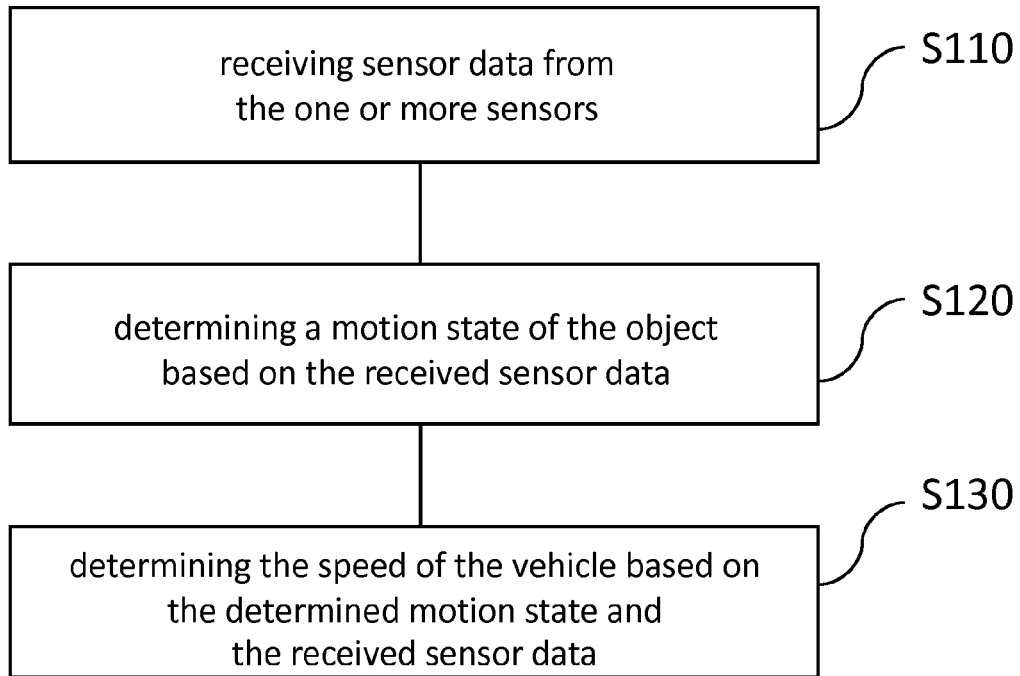 receiving sensor data from
the one or more sensors
S110
determining a motion state of the object
based on the received sensor data
S120
determining the speed of the vehicle based on
the determined motion state and
the received sensor data
S130